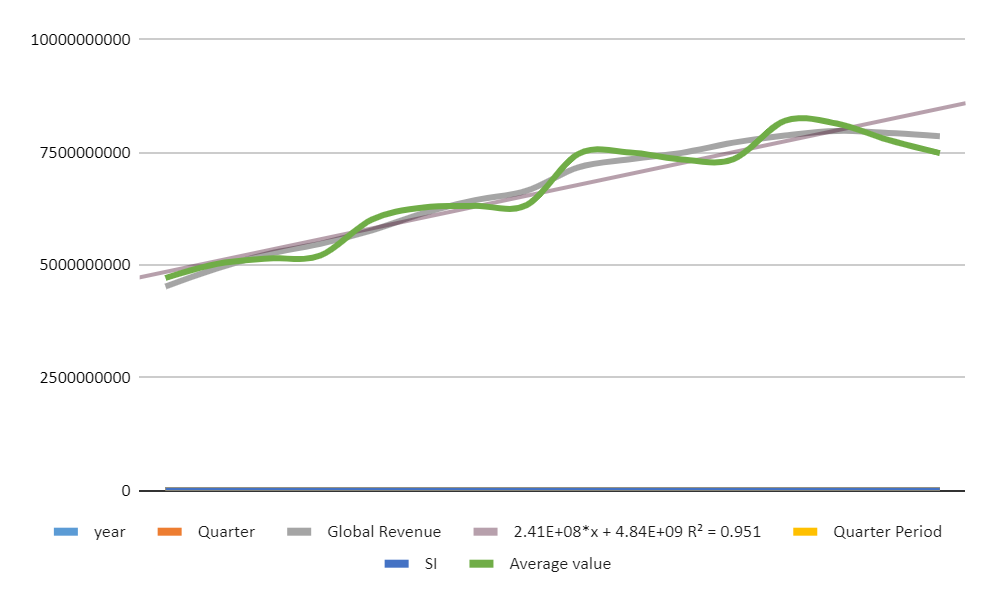 10000000000
7500000000
5000000000
2500000000
0
year Quarter Global Revenue 2.41E+08*x + 4.84E+09 R² = 0.951 Quarter Period
SI Average value